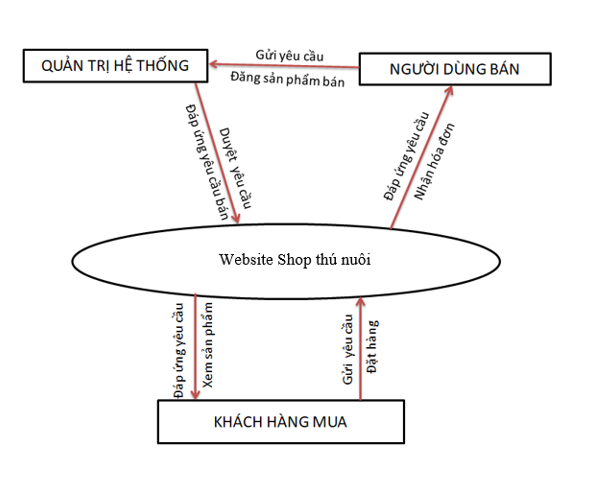 Gửi yêu cầu
QUẢN TRỊ HỆ THỐNG
NGƯỜI DÙNG BÁN
Đăng sản phẩm bán
Đáp ứng yêu cầu bán
Duyệt yêu cầu
Đáp ứng yêu cầu
Nhận hóa đơn
Website Shop thú nuôi
Đáp ứng yêu cầu
Xem sản phẩm
Gửi yêu cầu
Đặt hàng
KHÁCH HÀNG MUA